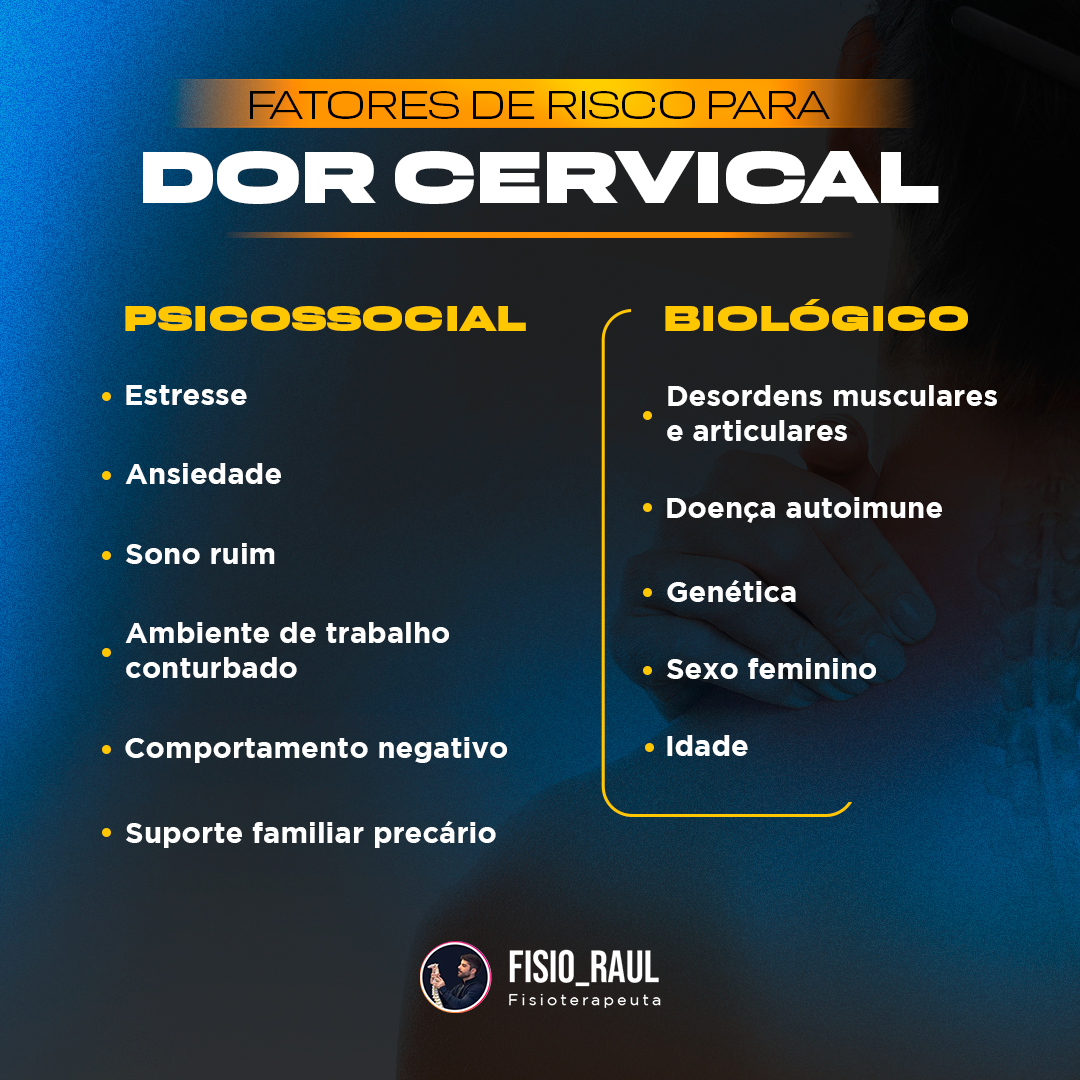 FATORES DE RISCO PARA
DOR CERVICAL
PSICOSSOCIAL
• Estresse
• Ansiedade
• Sono ruim
• Ambiente de trabalho
conturbado
• Comportamento negativo
• Suporte familiar precário
BIOLÓGICO
• Desordens musculares
e articulares
• Doença autoimune
• Genética
• Sexo feminino
• Idade
FISIO_RAUL
Fisioterapeuta